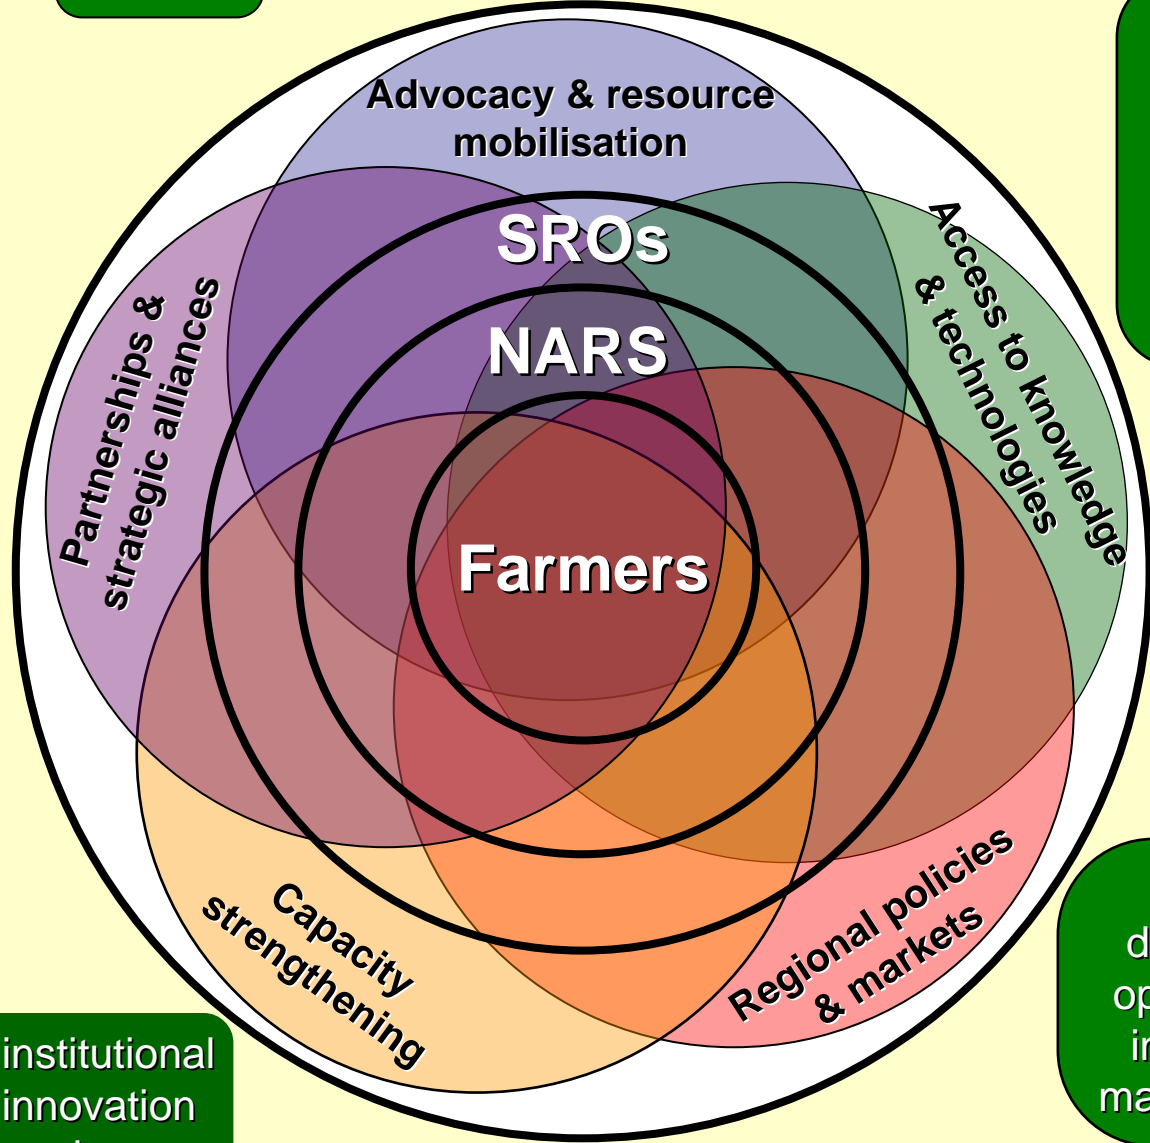 Advocacy & resource
mobilisation
SROs
NARS
Farmers
Partnerships &
strategic alliances
Access to knowledge
& technologies
Capacity
strengthening
Regional policies
& markets
institutional
innovation